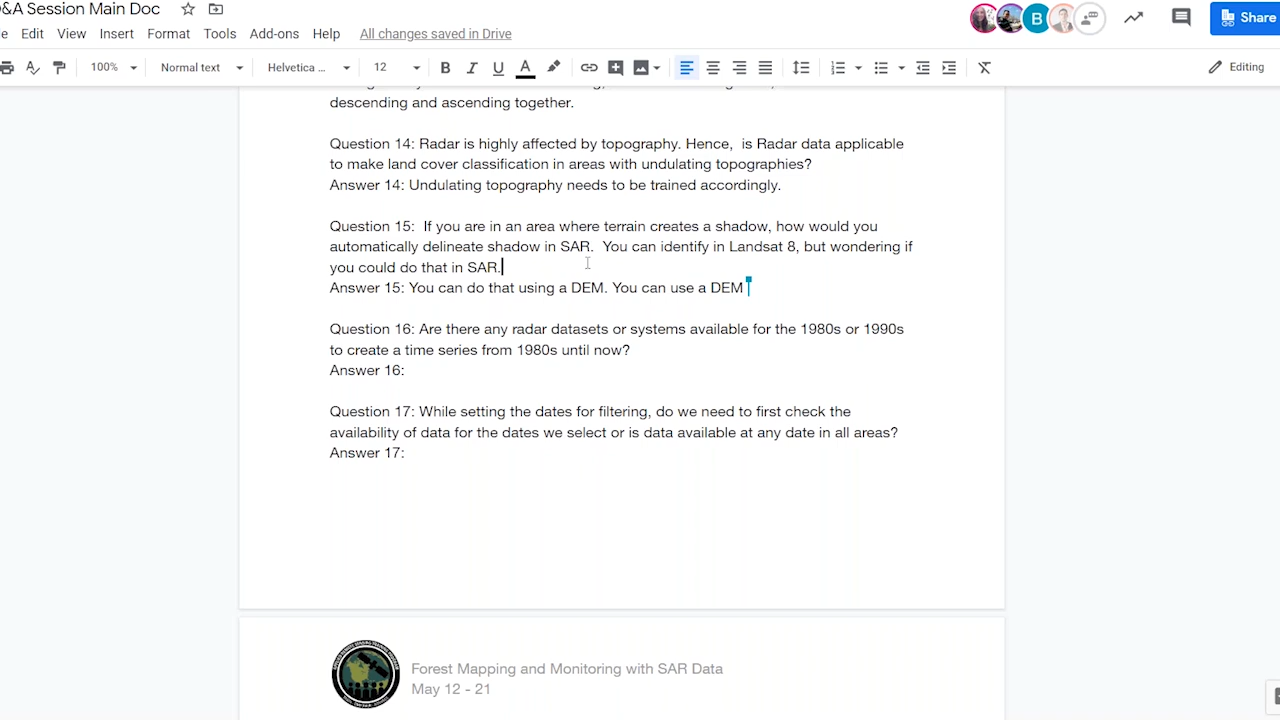 &A Session Main Doc
Edit View Insert Format Tools Add-ons Help All changes saved in Drive
Share
100% Normal text Helvetica ... 12 B I U A Editing
descending and ascending together.
Question 14: Radar is highly affected by topography. Hence, is Radar data applicable
to make land cover classification in areas with undulating topographies?
Answer 14: Undulating topography needs to be trained accordingly.
Question 15: If you are in an area where terrain creates a shadow, how would you
automatically delineate shadow in SAR. You can identify in Landsat 8, but wondering if
you could do that in SAR.
Answer 15: You can do that using a DEM. You can use a DEM
Question 16: Are there any radar datasets or systems available for the 1980s or 1990s
to create a time series from 1980s until now?
Answer 16:
Question 17: While setting the dates for filtering, do we need to first check the
availability of data for the dates we select or is data available at any date in all areas?
Answer 17:
Forest Mapping and Monitoring with SAR Data
May 12 - 21